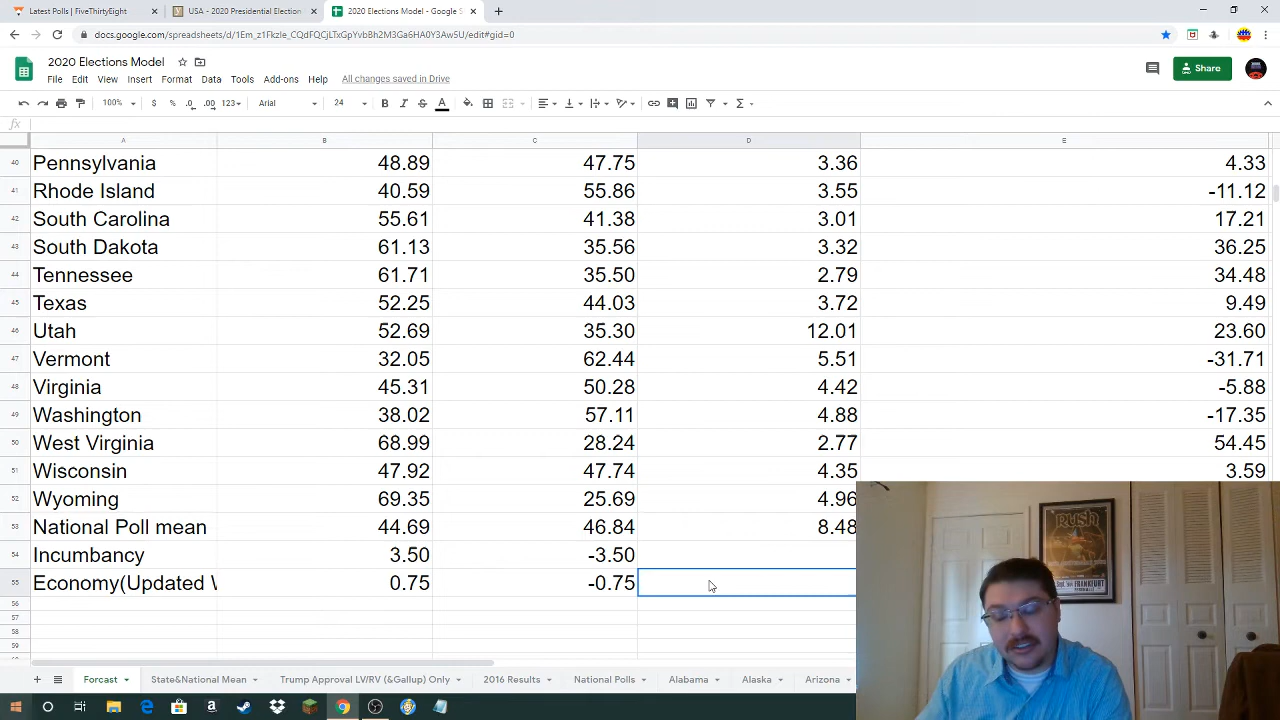 Latest Polls | FiveThirtyEight
USA - 2020 Presidential Election
2020 Elections Model - Google S
docs.google.com/spreadsheets/d/1Em_z1Fkzle_CQdFQCjLTxGpYvbBh2M3Ga6HA0Y3Aw5U/edit#gid=0
2020 Elections Model
File Edit View Insert Format Data Tools Add-ons Help All changes saved in Drive
Share
100% $ % .0 .00 123 Arial 24 B I S A
fx
A B C D E
40 Pennsylvania 48.89 47.75 3.36 4.33
41 Rhode Island 40.59 55.86 3.55 -11.12
42 South Carolina 55.61 41.38 3.01 17.21
43 South Dakota 61.13 35.56 3.32 36.25
44 Tennessee 61.71 35.50 2.79 34.48
45 Texas 52.25 44.03 3.72 9.49
46 Utah 52.69 35.30 12.01 23.60
47 Vermont 32.05 62.44 5.51 -31.71
48 Virginia 45.31 50.28 4.42 -5.88
49 Washington 38.02 57.11 4.88 -17.35
50 West Virginia 68.99 28.24 2.77 54.45
51 Wisconsin 47.92 47.74 4.35 3.59
52 Wyoming 69.35 25.69 4.96
53 National Poll mean 44.69 46.84 8.48
54 Incumbancy 3.50 -3.50
55 Economy(Updated W 0.75 -0.75
56
57
58
59
RUSH
FRANKFURT
Forcast State&National Mean Trump Approval LV/RV (&Gallup) Only 2016 Results National Polls Alabama Alaska Arizona